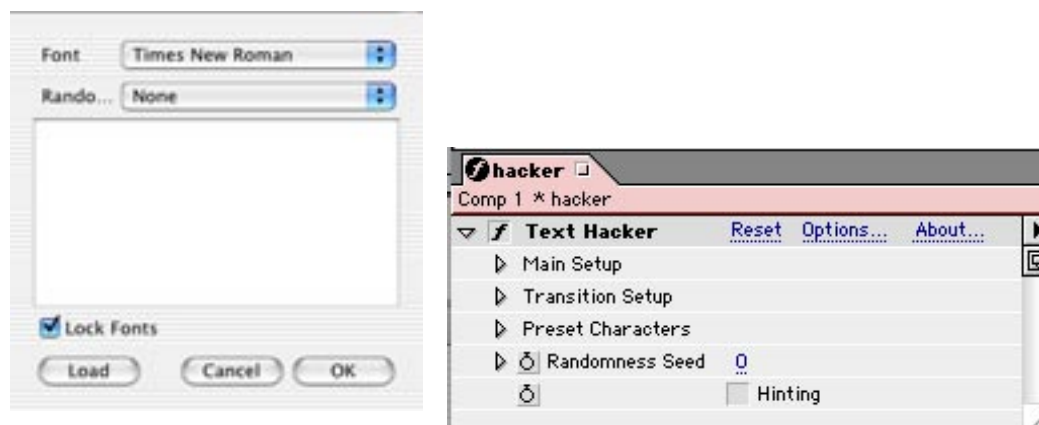 Font Times New Roman
Rando... None
Lock Fonts
Load Cancel OK
hacker
Comp 1 * hacker
Text Hacker Reset Options... About...
Main Setup
Transition Setup
Preset Characters
Randomness Seed 0
Hinting